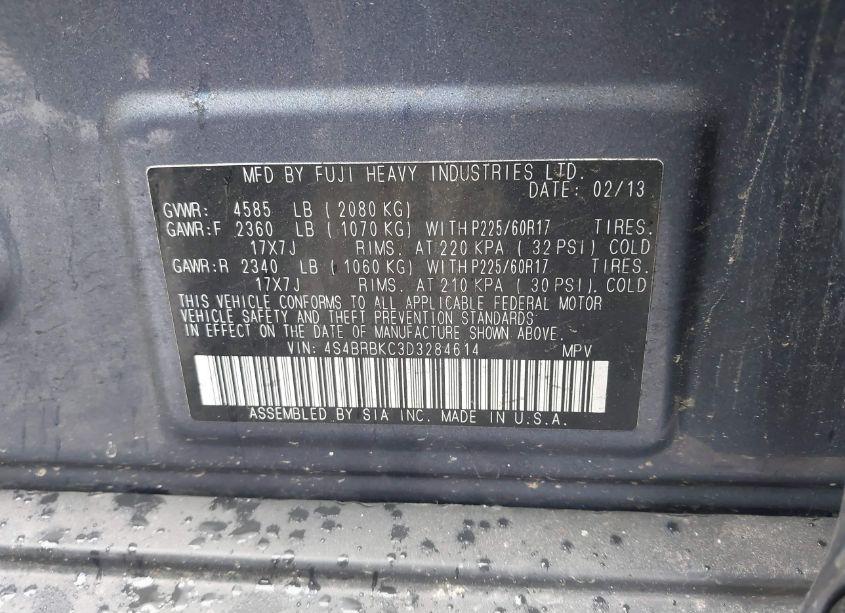 MFD BY FUJI HEAVY INDUSTRIES LTD.
DATE: 02/13
GVWR: 4585 LB ( 2080 KG)
GAWR:F 2360 LB ( 1070 KG) WITH P225/60R17 TIRES.
17X7J RIMS. AT 220 KPA ( 32 PSI) COLD
GAWR:R 2340 LB ( 1060 KG) WITH P225/60R17 TIRES.
17X7J RIMS. AT 210 KPA ( 30 PSI). COLD
THIS VEHICLE CONFORMS TO ALL APPLICABLE FEDERAL MOTOR
VEHICLE SAFETY AND THEFT PREVENTION STANDARDS
IN EFFECT ON THE DATE OF MANUFACTURE SHOWN ABOVE.
VIN: 4S4BRBKC3D3284614 MPV
ASSEMBLED BY SIA INC. MADE IN U.S.A.